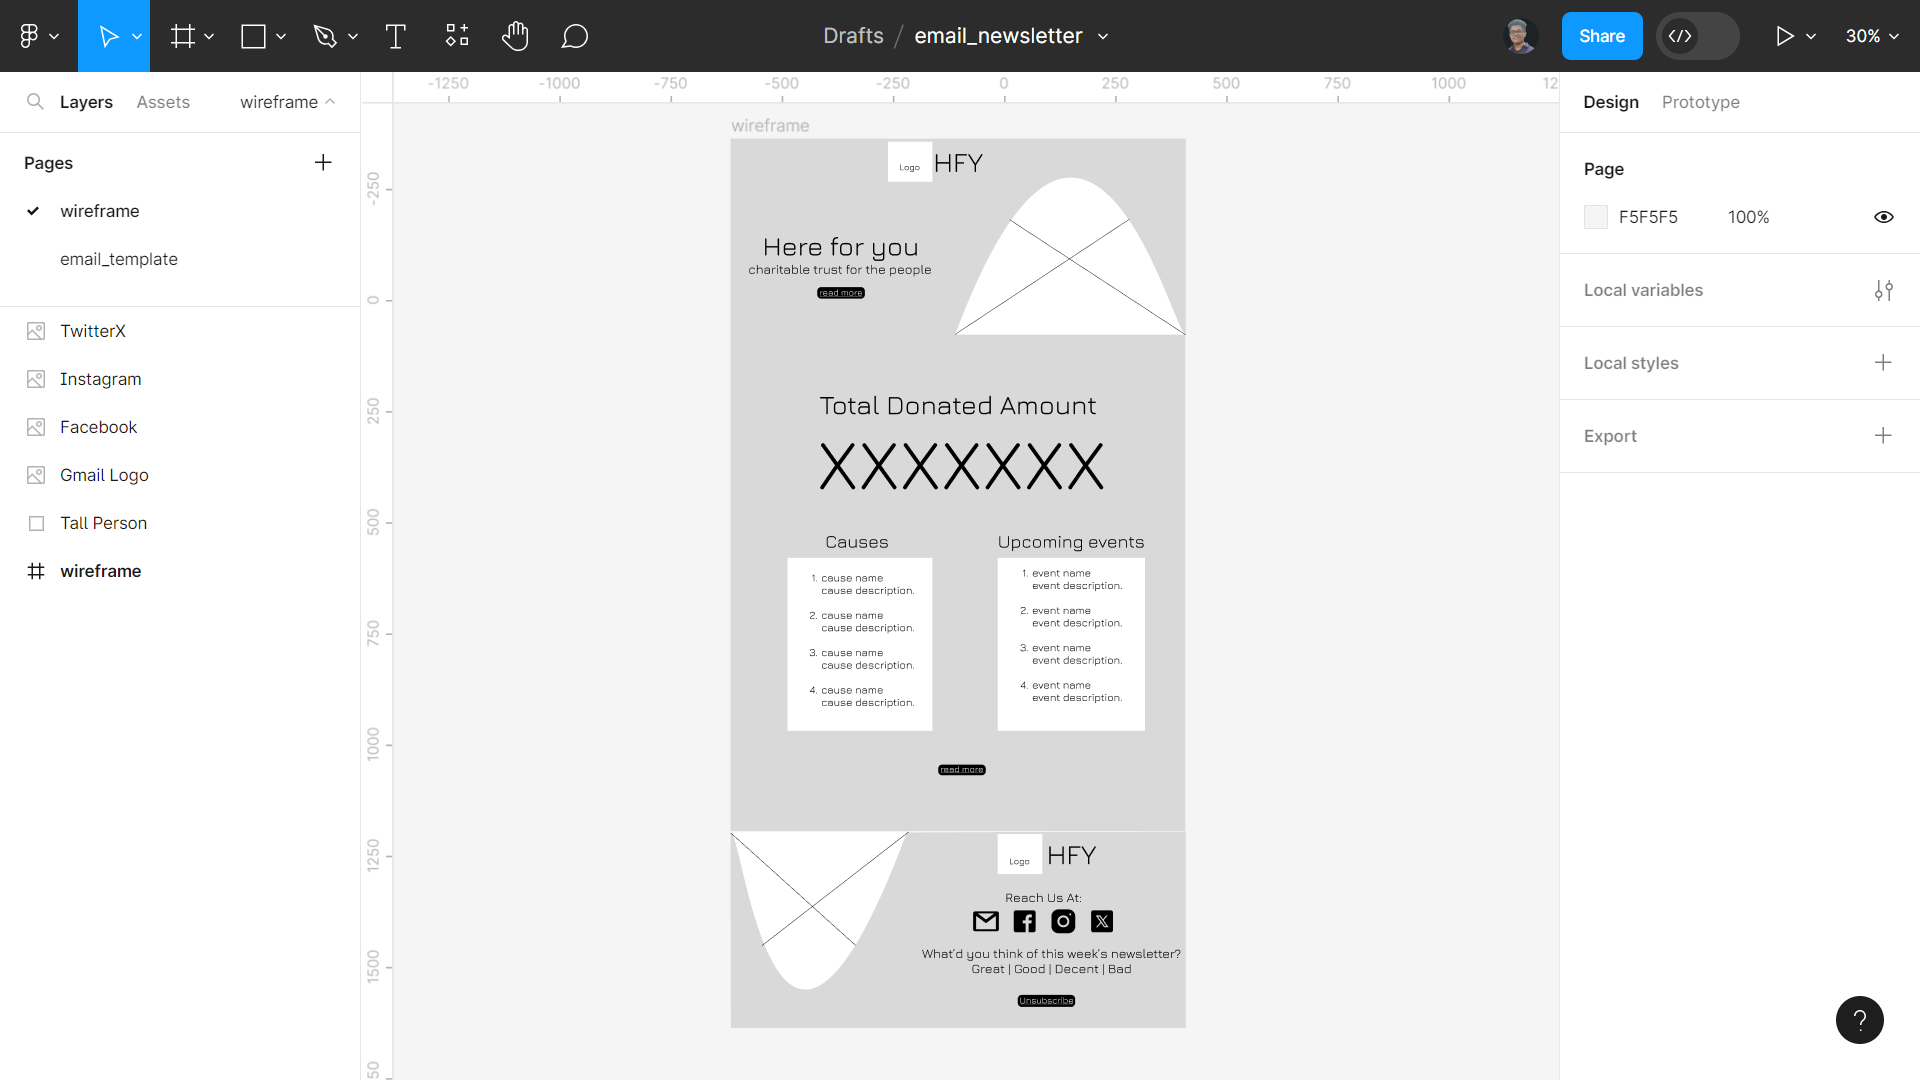 Drafts / email_newsletter
Share
30%
Layers
Assets
wireframe
Pages
wireframe
email_template
TwitterX
Instagram
Facebook
Gmail Logo
Tall Person
wireframe
-1250 -1000 -750 -500 -250 0 250 500 750 1000 12
-250
0
250
500
750
1000
1250
1500
50
wireframe
Logo
HFY
Here for you
charitable trust for the people
read more
Total Donated Amount
XXXXXXX
Causes
1. cause name
cause description.
2. cause name
cause description.
3. cause name
cause description.
4. cause name
cause description.
Upcoming events
1. event name
event description.
2. event name
event description.
3. event name
event description.
4. event name
event description.
read more
Logo
HFY
Reach Us At:
What'd you think of this week's newsletter?
Great | Good | Decent | Bad
Unsubscribe
Design
Prototype
Page
F5F5F5
100%
Local variables
Local styles
Export
?